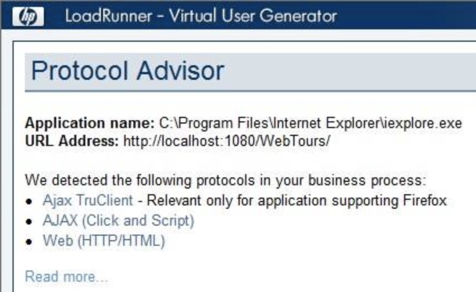 hp LoadRunner - Virtual User Generator
Protocol Advisor
Application name: C:\Program Files\Internet Explorer\iexplore.exe
URL Address: http://localhost:1080/WebTours/
We detected the following protocols in your business process:
• Ajax TruClient - Relevant only for application supporting Firefox
• AJAX (Click and Script)
• Web (HTTP/HTML)
Read more...